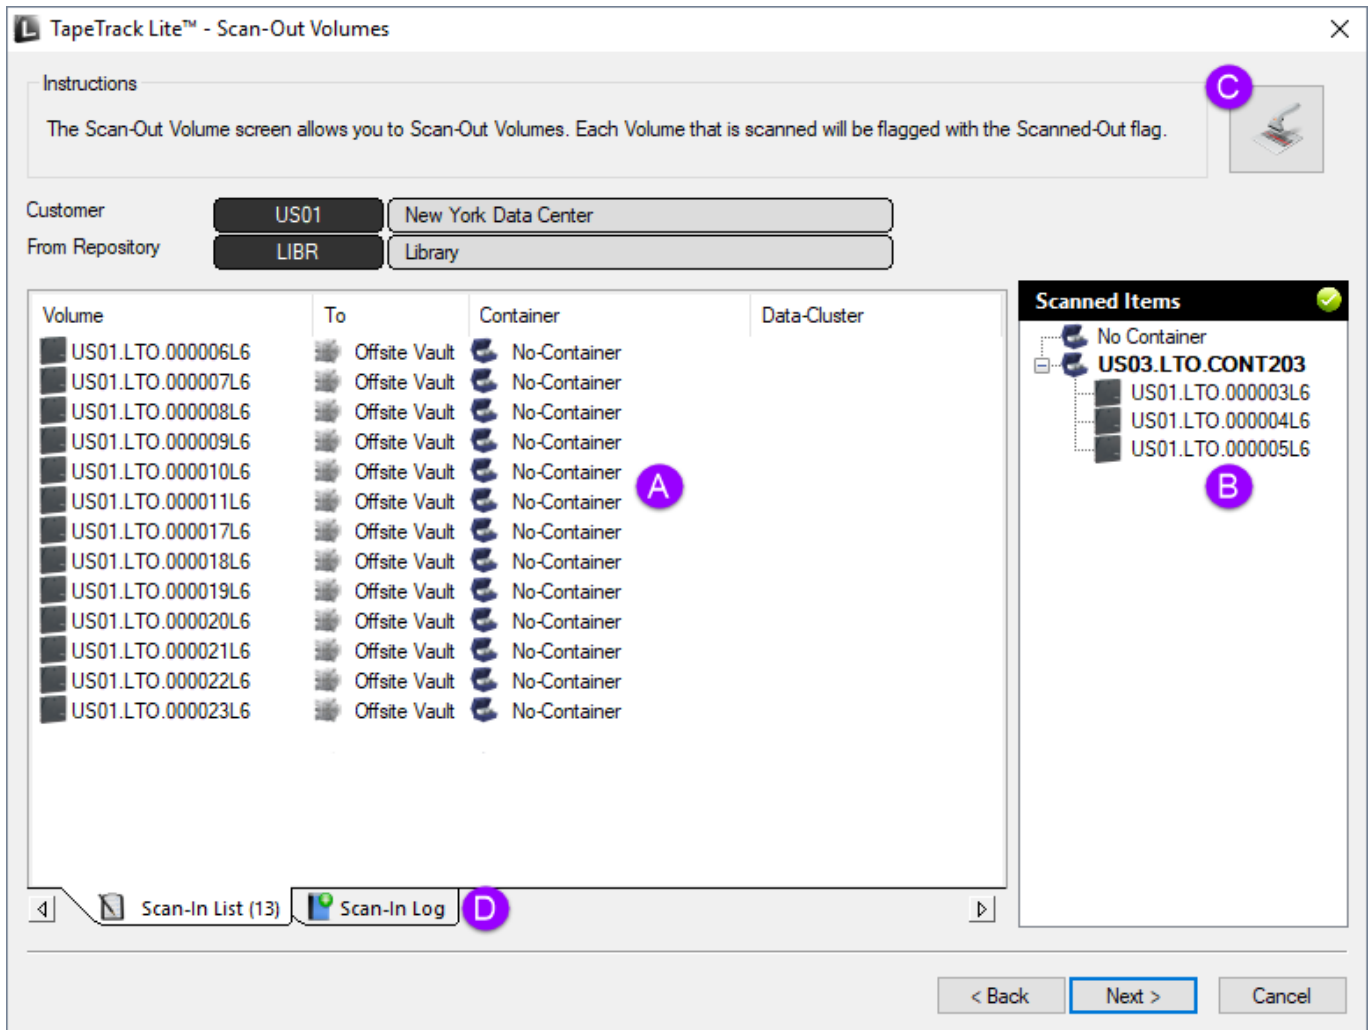 TapeTrack Lite™ - Scan-Out Volumes
Instructions
C
The Scan-Out Volume screen allows you to Scan-Out Volumes. Each Volume that is scanned will be flagged with the Scanned-Out flag.
Customer US01 New York Data Center
From Repository LIBR Library
Volume To Container Data-Cluster
US01.LTO.000006L6 Offsite Vault No-Container
US01.LTO.000007L6 Offsite Vault No-Container
US01.LTO.000008L6 Offsite Vault No-Container
US01.LTO.000009L6 Offsite Vault No-Container
US01.LTO.000010L6 Offsite Vault No-Container
A
US01.LTO.000011L6 Offsite Vault No-Container
US01.LTO.000017L6 Offsite Vault No-Container
US01.LTO.000018L6 Offsite Vault No-Container
US01.LTO.000019L6 Offsite Vault No-Container
US01.LTO.000020L6 Offsite Vault No-Container
US01.LTO.000021L6 Offsite Vault No-Container
US01.LTO.000022L6 Offsite Vault No-Container
US01.LTO.000023L6 Offsite Vault No-Container
Scanned Items
No Container
US03.LTO.CONT203
US01.LTO.000003L6
US01.LTO.000004L6
US01.LTO.000005L6
B
Scan-In List (13) Scan-In Log D
< Back Next > Cancel